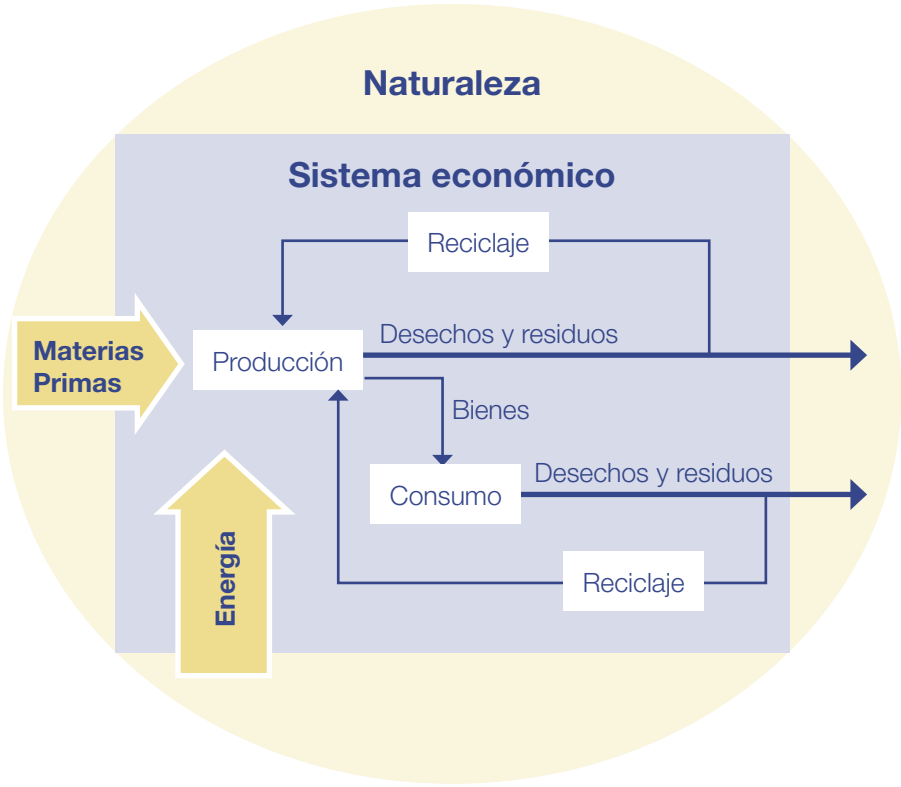 Naturaleza
Sistema económico
Reciclaje
Desechos y residuos
Materias
Primas
Producción
Bienes
Desechos y residuos
Consumo
Energía
Reciclaje